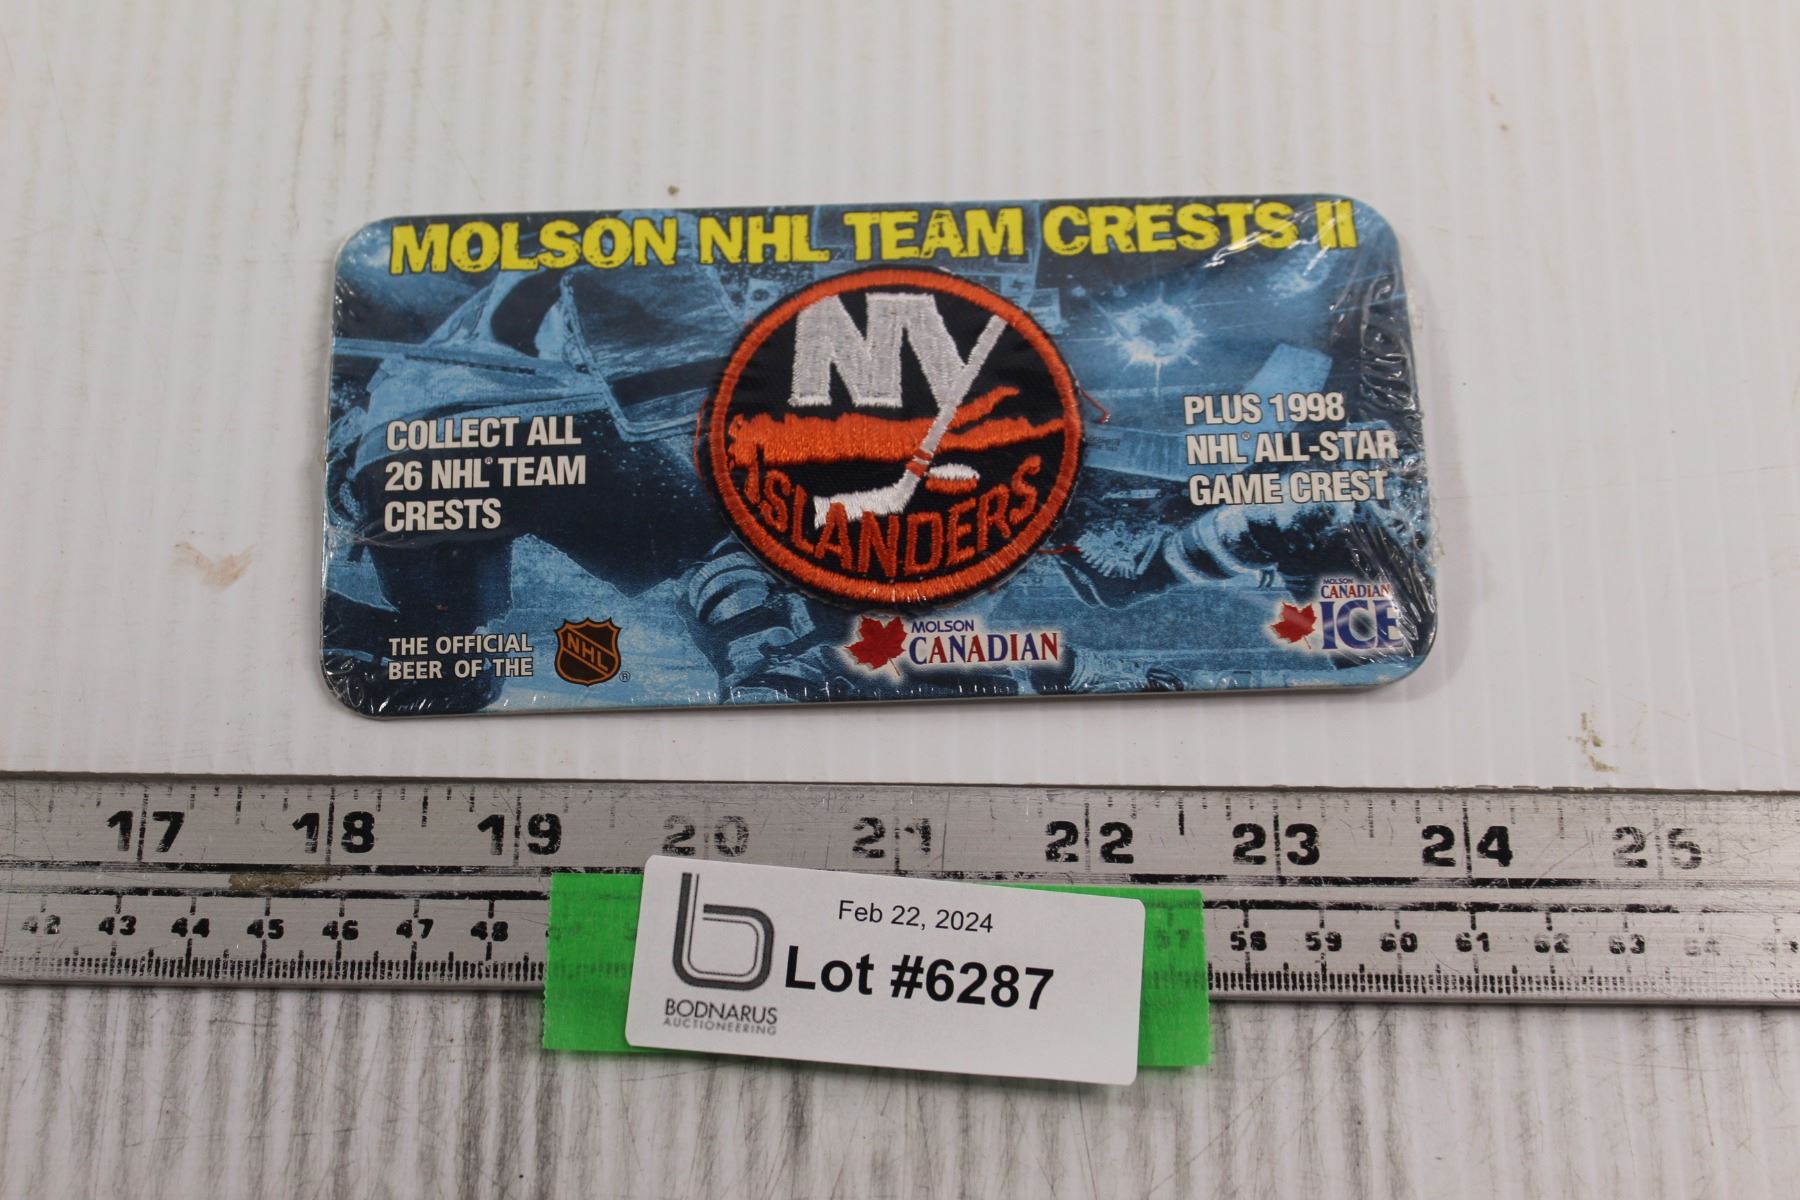 MOLSON NHL TEAM CRESTS II
NY
ISLANDERS
COLLECT ALL
26 NHL® TEAM
CRESTS
PLUS 1998
NHL® ALL-STAR
GAME CREST
THE OFFICIAL
BEER OF THE
NHL ®
MOLSON
CANADIAN
MOLSON
CANADIAN
ICE
17 18 19 20 21 22 23 24 25
42 43 44 45 46 47 48 57 58 59 60 61 62 63 64
Feb 22, 2024
Lot #6287
BODNARUS
AUCTIONEERING